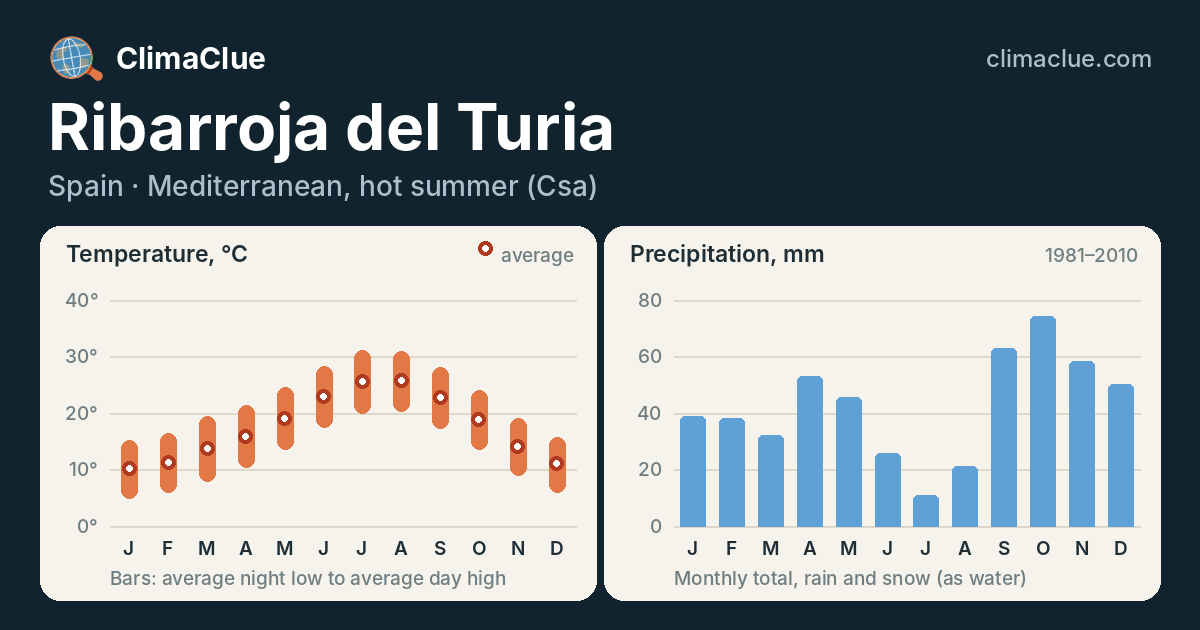 ClimaClue
climaclue.com
Ribarroja del Turia
Spain · Mediterranean, hot summer (Csa)
Temperature, °C
average
40°
30°
20°
10°
0°
J F M A M J J A S O N D
Bars: average night low to average day high
Precipitation, mm
1981–2010
80
60
40
20
0
J F M A M J J A S O N D
Monthly total, rain and snow (as water)